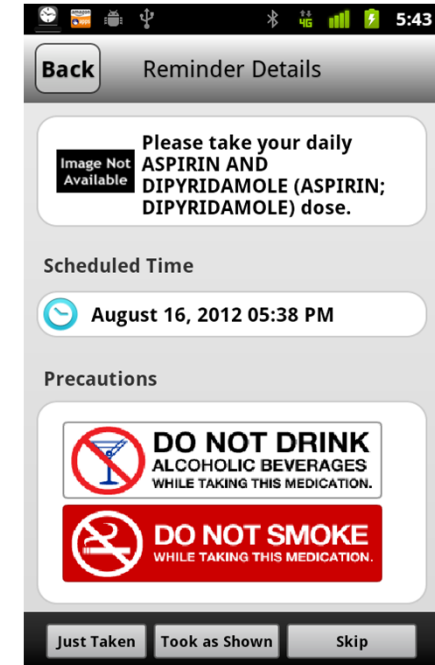 4G 5:43
Back Reminder Details
Image Not
Available
Please take your daily
ASPIRIN AND
DIPYRIDAMOLE (ASPIRIN;
DIPYRIDAMOLE) dose.
Scheduled Time
August 16, 2012 05:38 PM
Precautions
DO NOT DRINK
ALCOHOLIC BEVERAGES
WHILE TAKING THIS MEDICATION.
DO NOT SMOKE
WHILE TAKING THIS MEDICATION.
Just Taken Took as Shown Skip